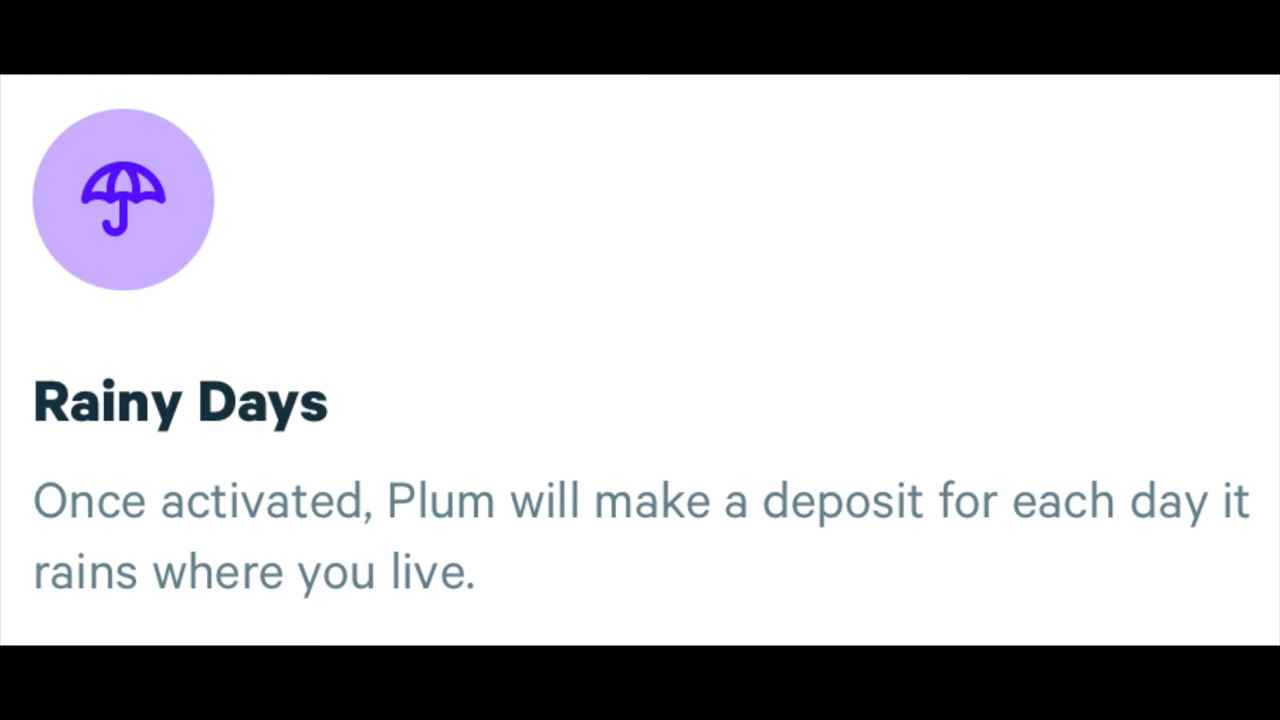 Rainy Days
Once activated, Plum will make a deposit for each day it
rains where you live.